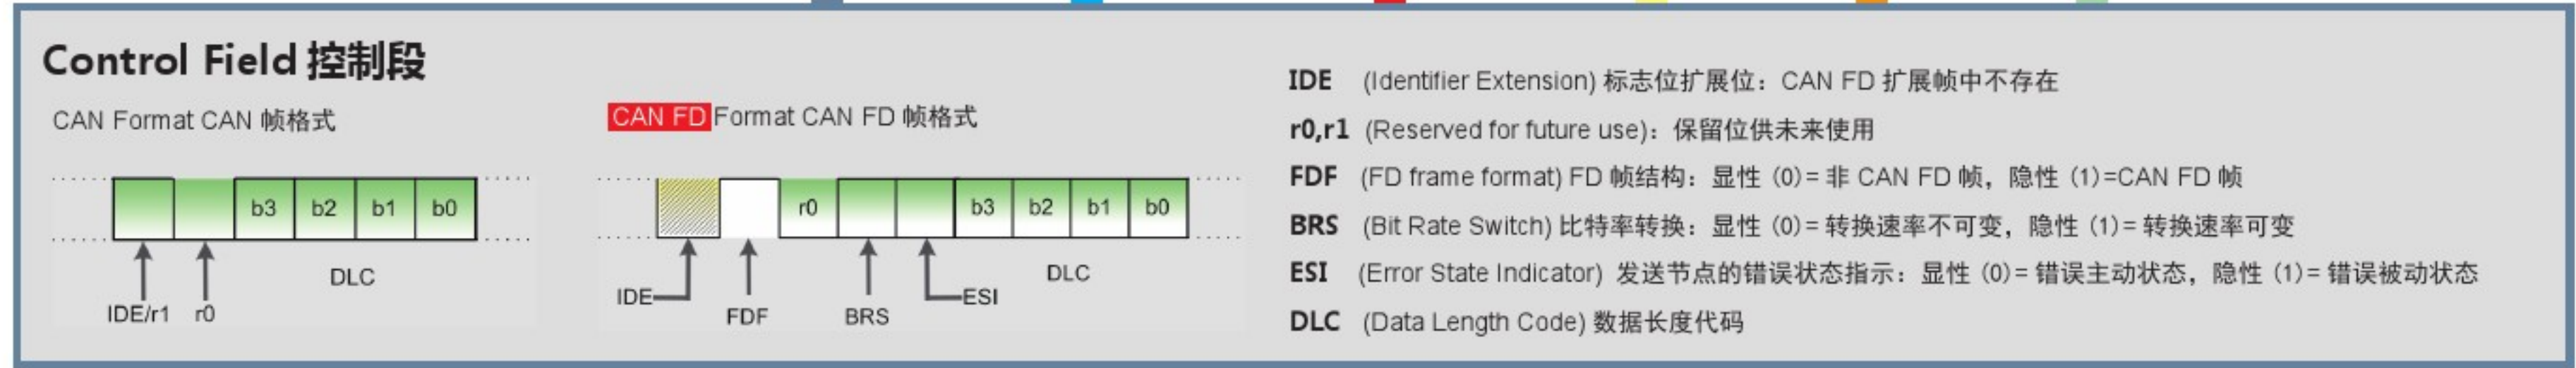 Control Field 控制段
CAN Format CAN 帧格式
b3 b2 b1 b0
DLC
IDE/r1 r0
CAN FD Format CAN FD 帧格式
r0 b3 b2 b1 b0
DLC
IDE ESI
FDF BRS
IDE (Identifier Extension) 标志位扩展位：CAN FD 扩展帧中不存在
r0,r1 (Reserved for future use)：保留位供未来使用
FDF (FD frame format) FD 帧结构：显性 (0)= 非 CAN FD 帧，隐性 (1)=CAN FD 帧
BRS (Bit Rate Switch) 比特率转换：显性 (0)= 转换速率不可变，隐性 (1)= 转换速率可变
ESI (Error State Indicator) 发送节点的错误状态指示：显性 (0)= 错误主动状态，隐性 (1)= 错误被动状态
DLC (Data Length Code) 数据长度代码